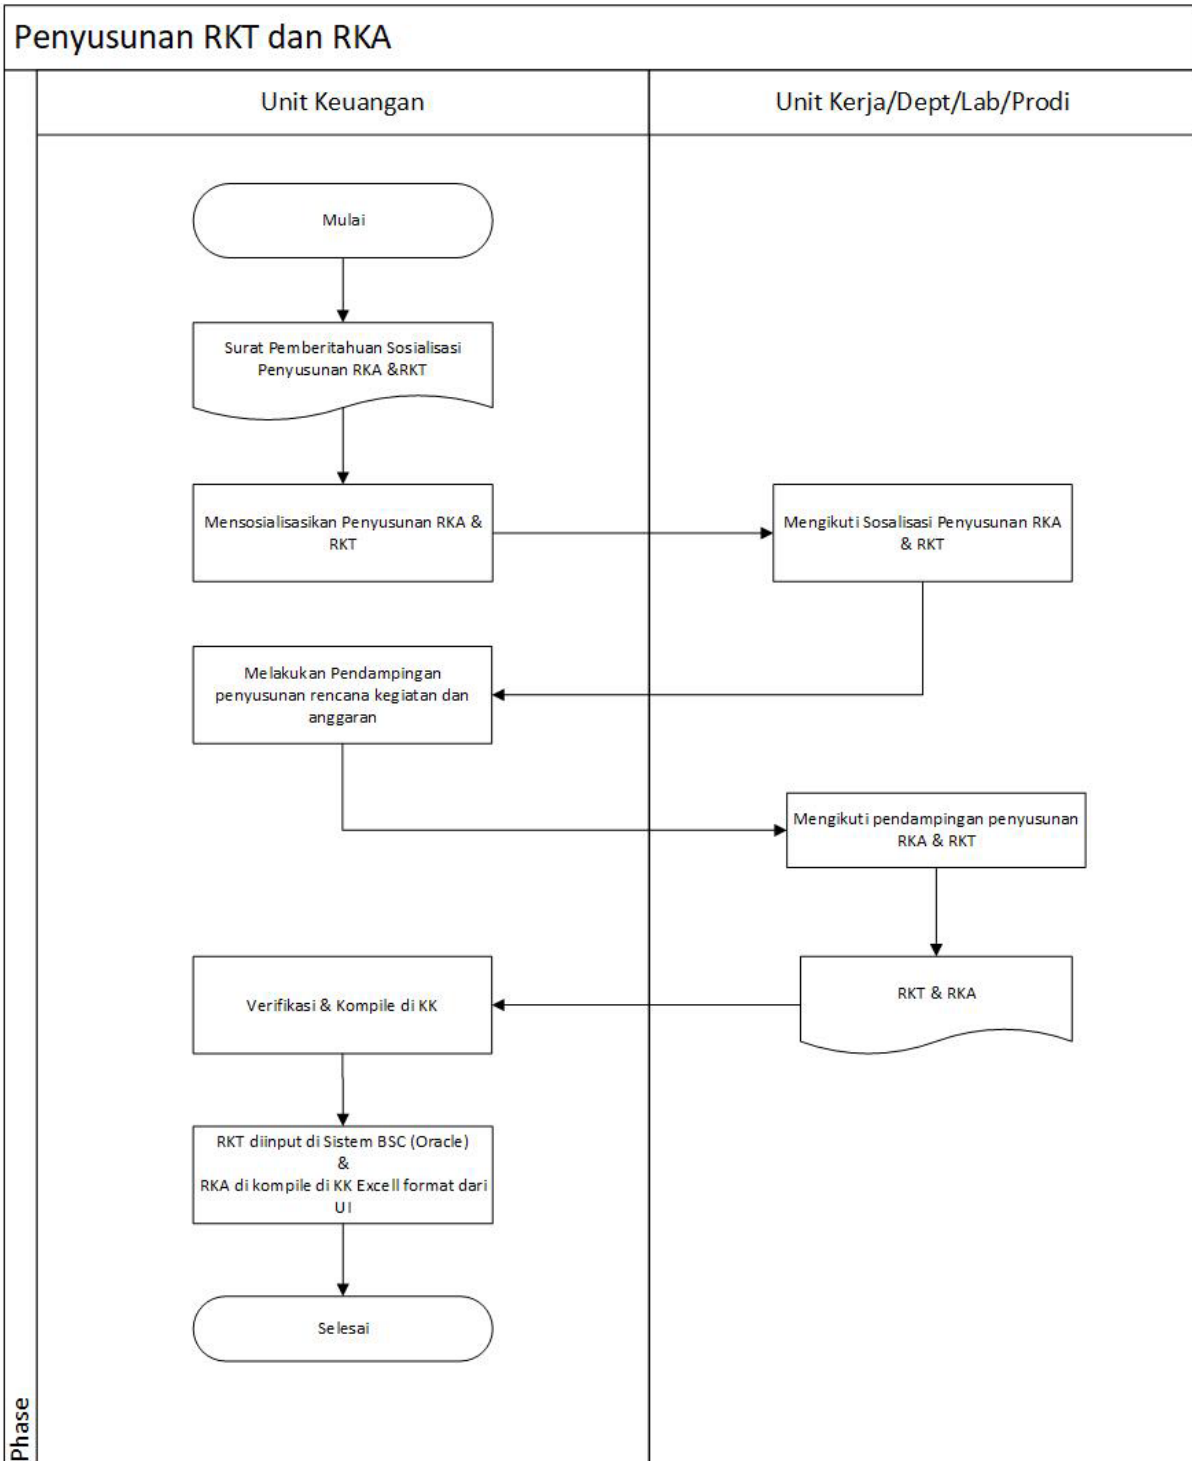 Penyusunan RKT dan RKA
Unit Keuangan
Unit Kerja/Dept/Lab/Prodi
Mulai
Surat Pemberitahuan Sosialisasi
Penyusunan RKA &RKT
Mensosialisasikan Penyusunan RKA &
RKT
Mengikuti Sosalisasi Penyusunan RKA
& RKT
Melakukan Pendampingan
penyusunan rencana kegiatan dan
anggaran
Mengikuti pendampingan penyusunan
RKA & RKT
RKT & RKA
Verifikasi & Kompile di KK
RKT diinput di Sistem BSC (Oracle)
&
RKA di kompile di KK Excell format dari
UI
Selesai
Phase